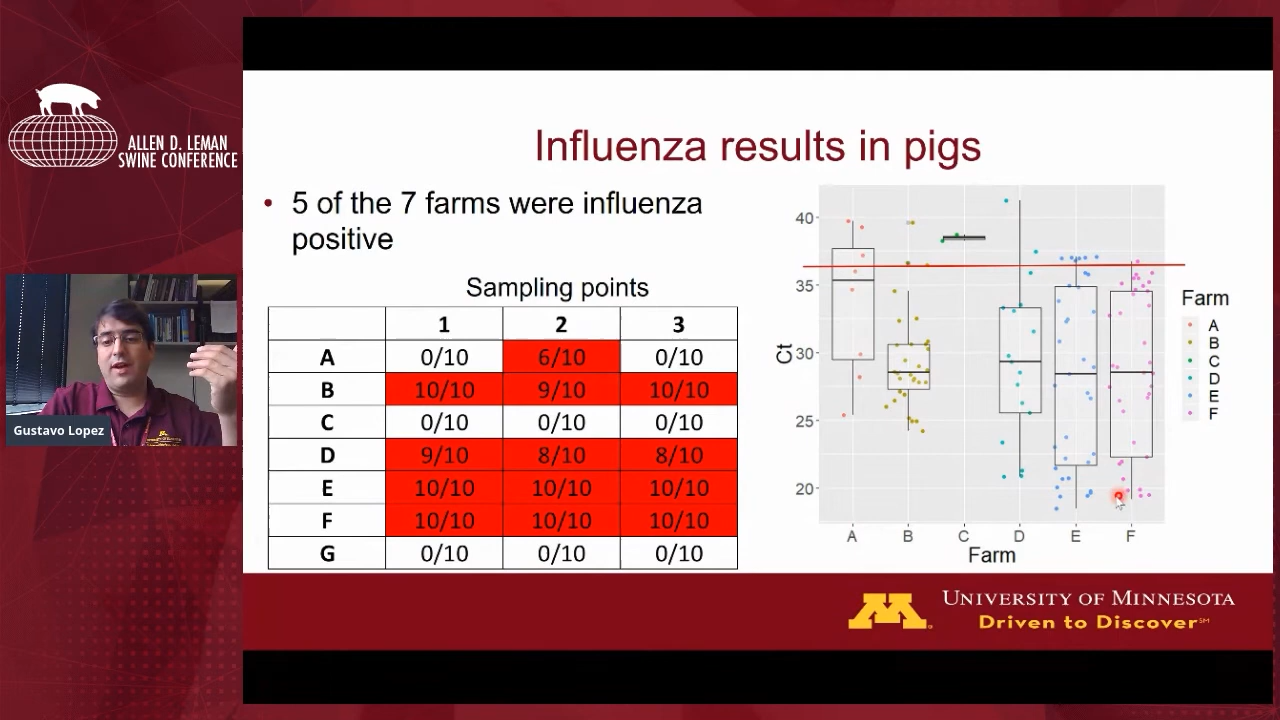 ALLEN D. LEMAN
SWINE CONFERENCE
Gustavo Lopez
Influenza results in pigs
• 5 of the 7 farms were influenza
positive
Sampling points
1 2 3
A 0/10 6/10 0/10
B 10/10 9/10 10/10
C 0/10 0/10 0/10
D 9/10 8/10 8/10
E 10/10 10/10 10/10
F 10/10 10/10 10/10
G 0/10 0/10 0/10
40
35
30
25
20
Ct
A B C D E F
Farm
Farm
A
B
C
D
E
F
M
UNIVERSITY OF MINNESOTA
Driven to Discover℠